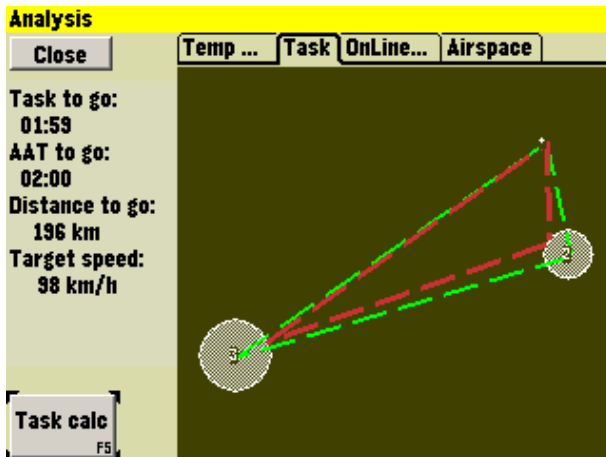 Analysis
Close
Temp ... Task OnLine... Airspace
Task to go:
01:59
AAT to go:
02:00
Distance to go:
196 km
Target speed:
98 km/h
2
3
Task calc
F5